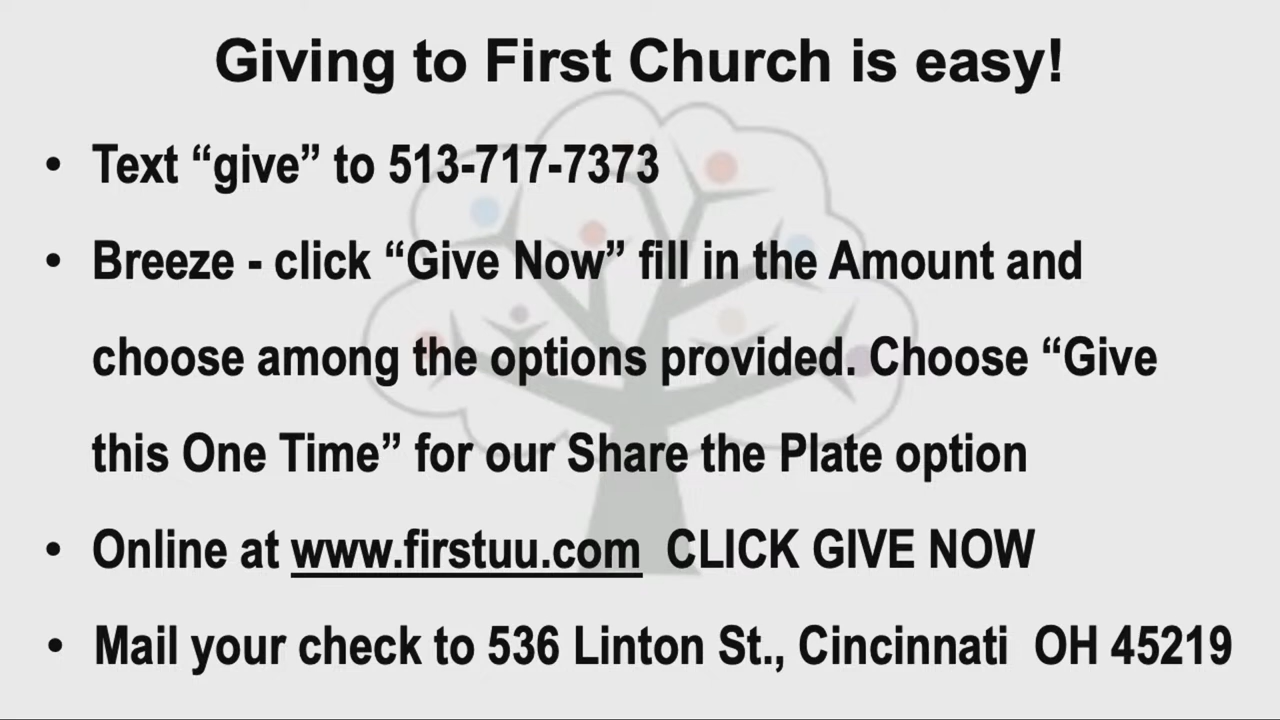 Giving to First Church is easy!
• Text “give” to 513-717-7373
• Breeze - click “Give Now” fill in the Amount and
choose among the options provided. Choose “Give
this One Time” for our Share the Plate option
• Online at www.firstuu.com CLICK GIVE NOW
• Mail your check to 536 Linton St., Cincinnati OH 45219